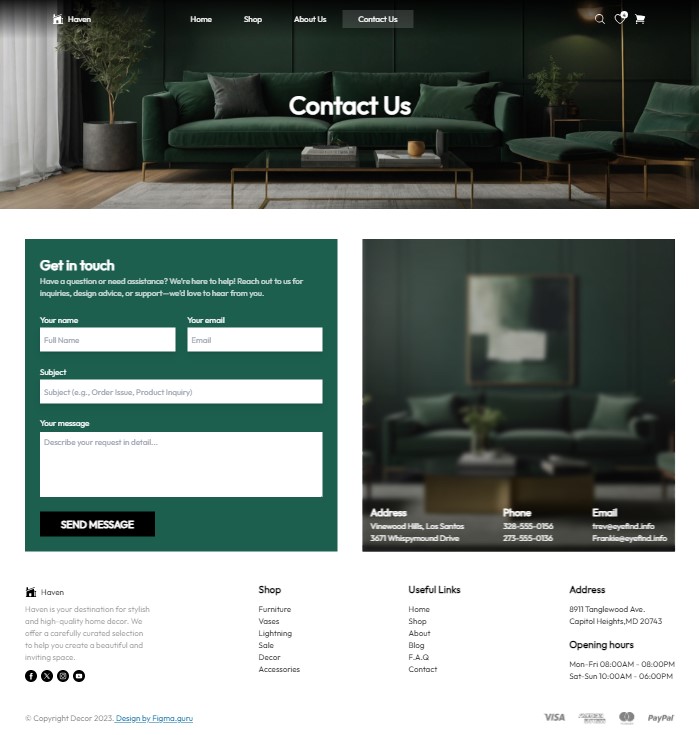 Haven
Home
Shop
About Us
Contact Us
Contact Us
Get in touch
Have a question or need assistance? We're here to help! Reach out to us for
inquiries, design advice, or support—we'd love to hear from you.
Your name
Your email
Full Name
Email
Subject
Subject (e.g., Order Issue, Product Inquiry)
Your message
Describe your request in detail...
SEND MESSAGE
Address
Vinewood Hills, Los Santos
3671 Whispymound Drive
Phone
328-555-0156
273-555-0136
Email
trev@eyefind.info
Frankie@eyefind.info
Haven
Haven is your destination for stylish
and high-quality home decor. We
offer a carefully curated selection
to help you create a beautiful and
inviting space.
Shop
Furniture
Vases
Lightning
Sale
Decor
Accessories
Useful Links
Home
Shop
About
Blog
F.A.Q
Contact
Address
8911 Tanglewood Ave.
Capitol Heights,MD 20743
Opening hours
Mon-Fri 08:00AM - 08:00PM
Sat-Sun 10:00AM - 06:00PM
© Copyright Decor 2023. Design by Figma.guru
VISA
PayPal